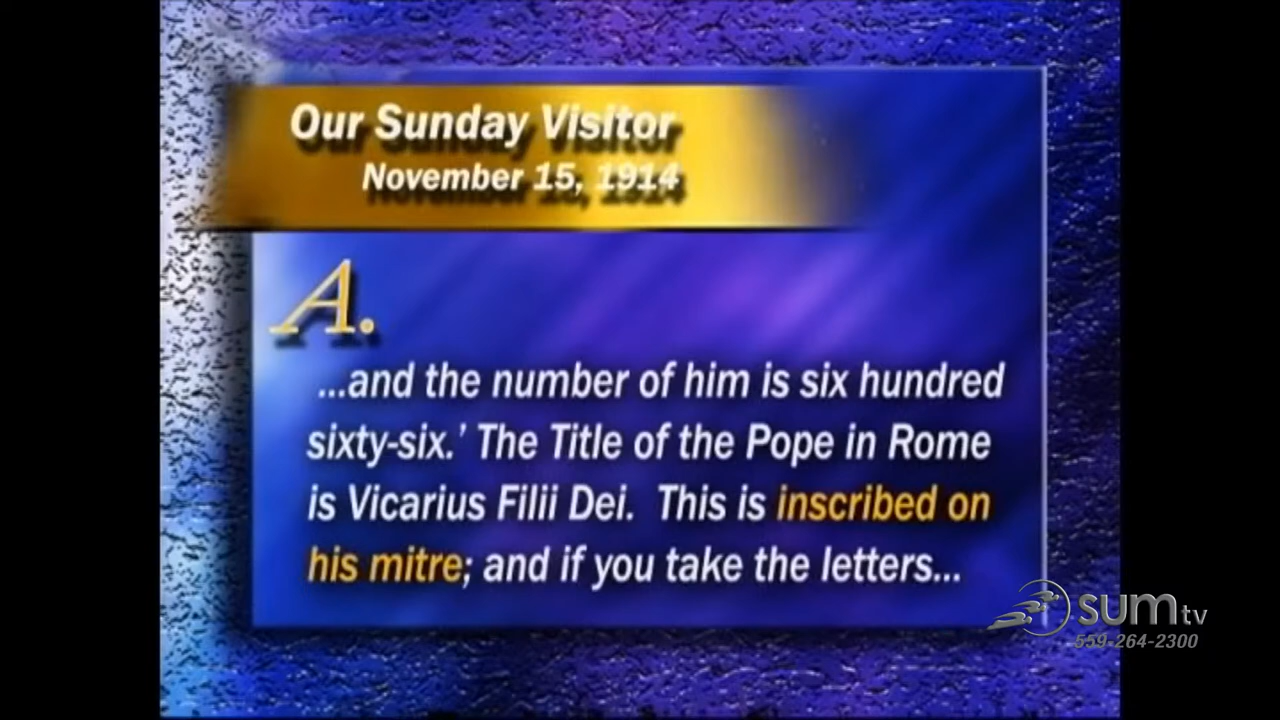 Our Sunday Visitor
November 15, 1914
A.
...and the number of him is six hundred
sixty-six.’ The Title of the Pope in Rome
is Vicarius Filii Dei. This is inscribed on
his mitre; and if you take the letters...
sumtv
559-264-2300